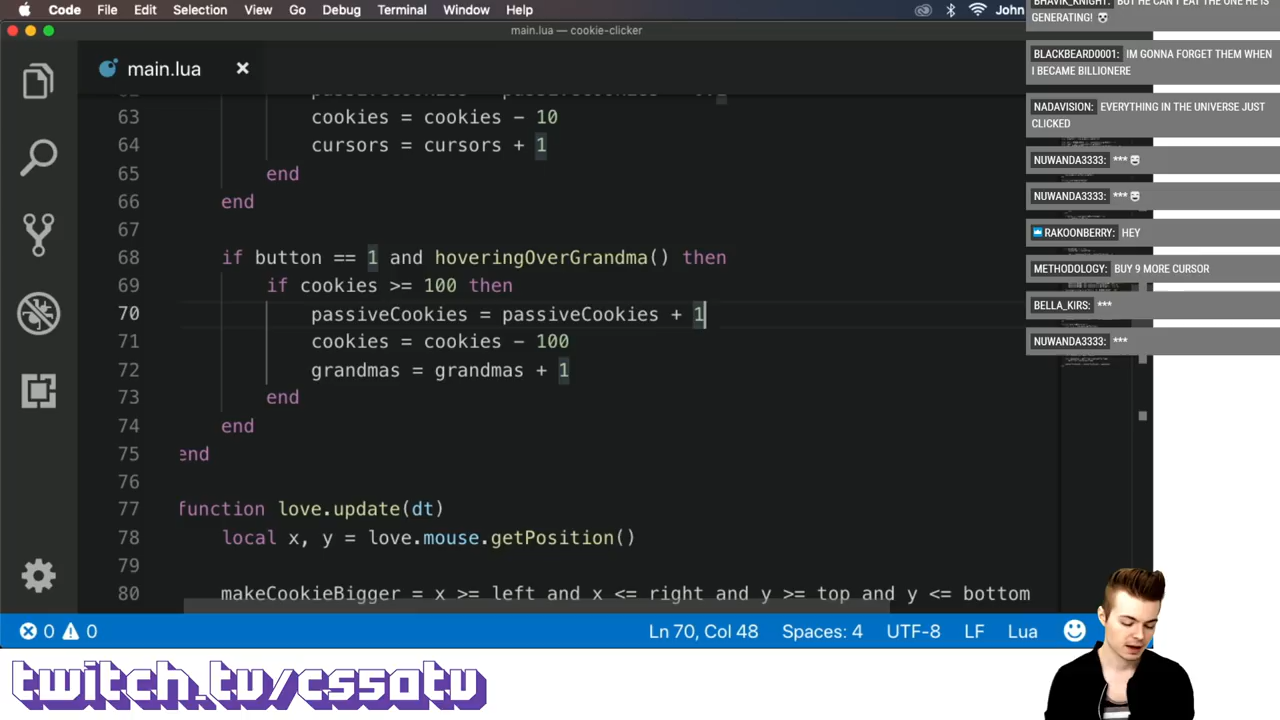 Code File Edit Selection View Go Debug Terminal Window Help John
main.lua — cookie-clicker
main.lua
63 cookies = cookies - 10
64 cursors = cursors + 1
65 end
66 end
67
68 if button == 1 and hoveringOverGrandma() then
69 if cookies >= 100 then
70 passiveCookies = passiveCookies + 1
71 cookies = cookies - 100
72 grandmas = grandmas + 1
73 end
74 end
75 end
76
77 function love.update(dt)
78 local x, y = love.mouse.getPosition()
79
80 makeCookieBigger = x >= left and x <= right and y >= top and y <= bottom
0 0 Ln 70, Col 48 Spaces: 4 UTF-8 LF Lua
BHAVIK_KNIGHT: BUT HE CAN'T EAT THE ONE HE IS
GENERATING!
BLACKBEARD0001: IM GONNA FORGET THEM WHEN
I BECAME BILLIONERE
NADAVISION: EVERYTHING IN THE UNIVERSE JUST
CLICKED
NUWANDA3333: ***
NUWANDA3333: ***
RAKOONBERRY: HEY
METHODOLOGY: BUY 9 MORE CURSOR
BELLA_KIRS: ***
NUWANDA3333: ***
twitch.tv/cssatv